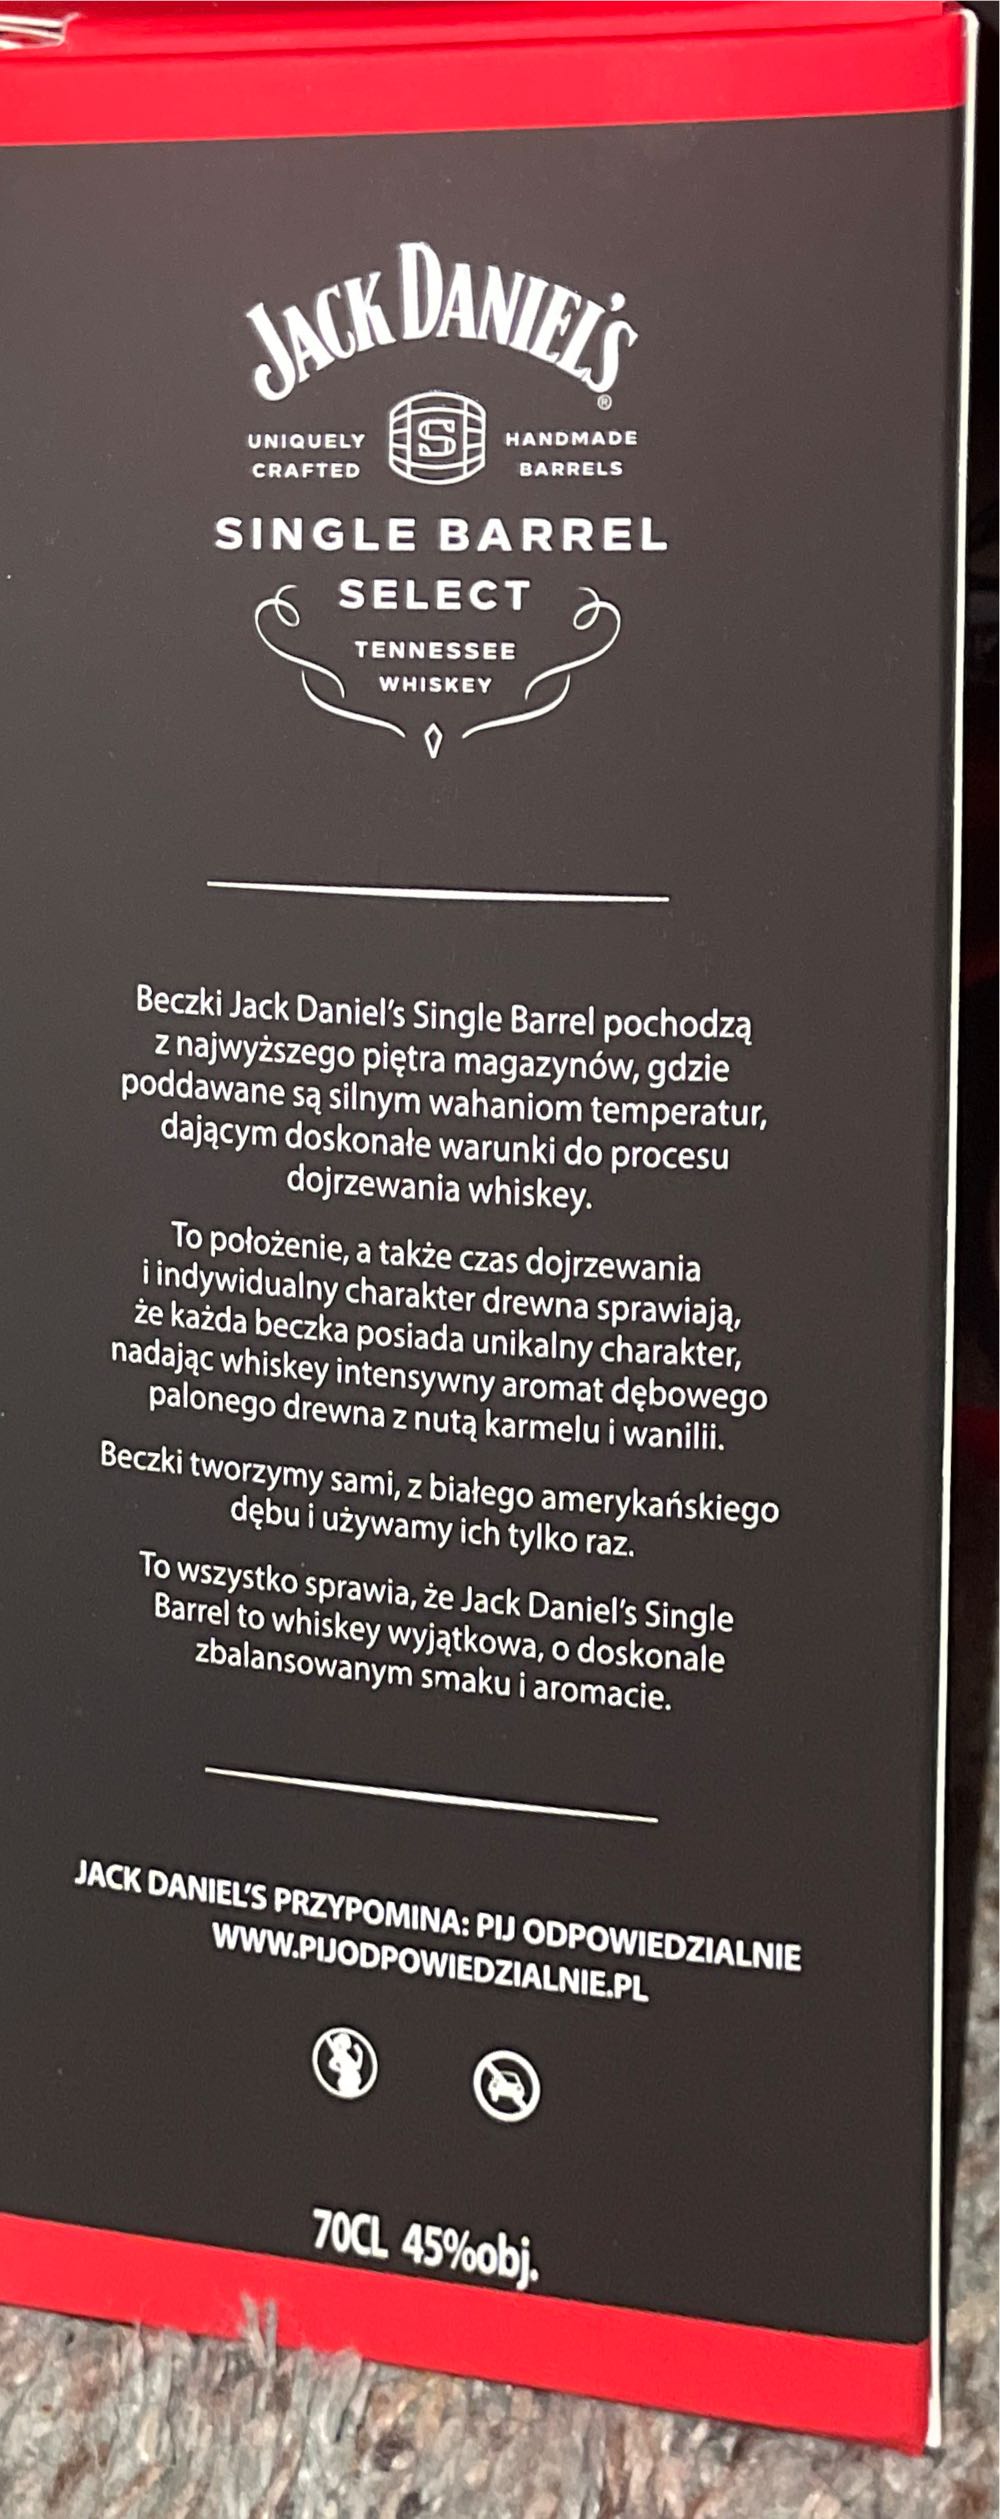 JACK DANIEL'S
®
UNIQUELY CRAFTED
S
HANDMADE BARRELS
SINGLE BARREL
SELECT
TENNESSEE
WHISKEY
Beczki Jack Daniel's Single Barrel pochodzą
z najwyższego piętra magazynów, gdzie
poddawane są silnym wahaniom temperatur,
dającym doskonałe warunki do procesu
dojrzewania whiskey.
To położenie, a także czas dojrzewania
i indywidualny charakter drewna sprawiają,
że każda beczka posiada unikalny charakter,
nadając whiskey intensywny aromat dębowego
palonego drewna z nutą karmelu i wanilii.
Beczki tworzymy sami, z białego amerykańskiego
dębu i używamy ich tylko raz.
To wszystko sprawia, że Jack Daniel's Single
Barrel to whiskey wyjątkowa, o doskonale
zbalansowanym smaku i aromacie.
JACK DANIEL'S PRZYPOMINA: PIJ ODPOWIEDZIALNIE
WWW.PIJODPOWIEDZIALNIE.PL
70CL 45%obj.